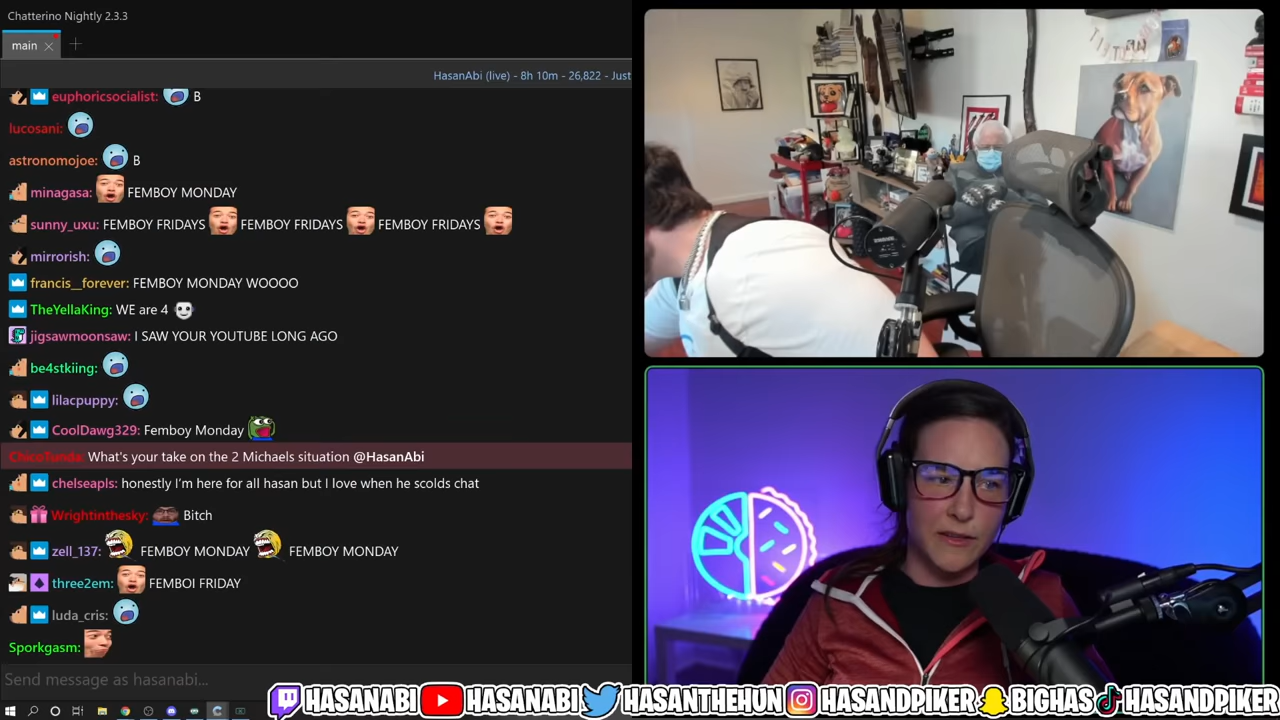 Chatterino Nightly 2.3.3
main
HasanAbi (live) - 8h 10m - 26,822 - Just
euphoricsocialist: B
lucosani:
astronomojoe: B
minagasa: FEMBOY MONDAY
sunny_uxu: FEMBOY FRIDAYS FEMBOY FRIDAYS FEMBOY FRIDAYS
mirrorish:
francis__forever: FEMBOY MONDAY WOOOO
TheYellaKing: WE are 4
jigsawmoonsaw: I SAW YOUR YOUTUBE LONG AGO
be4stkiing:
lilacpuppy:
CoolDawg329: Femboy Monday
ChicoTunda: What's your take on the 2 Michaels situation @HasanAbi
chelseapls: honestly I'm here for all hasan but I love when he scolds chat
Wrightinthesky: Bitch
zell_137: FEMBOY MONDAY FEMBOY MONDAY
three2em: FEMBOI FRIDAY
luda_cris:
Sporkgasm:
Send message as hasanabi...
HASANABI HASANABI HASANTHEHUN HASANDPIKER BIGHAS HASANDPIKER